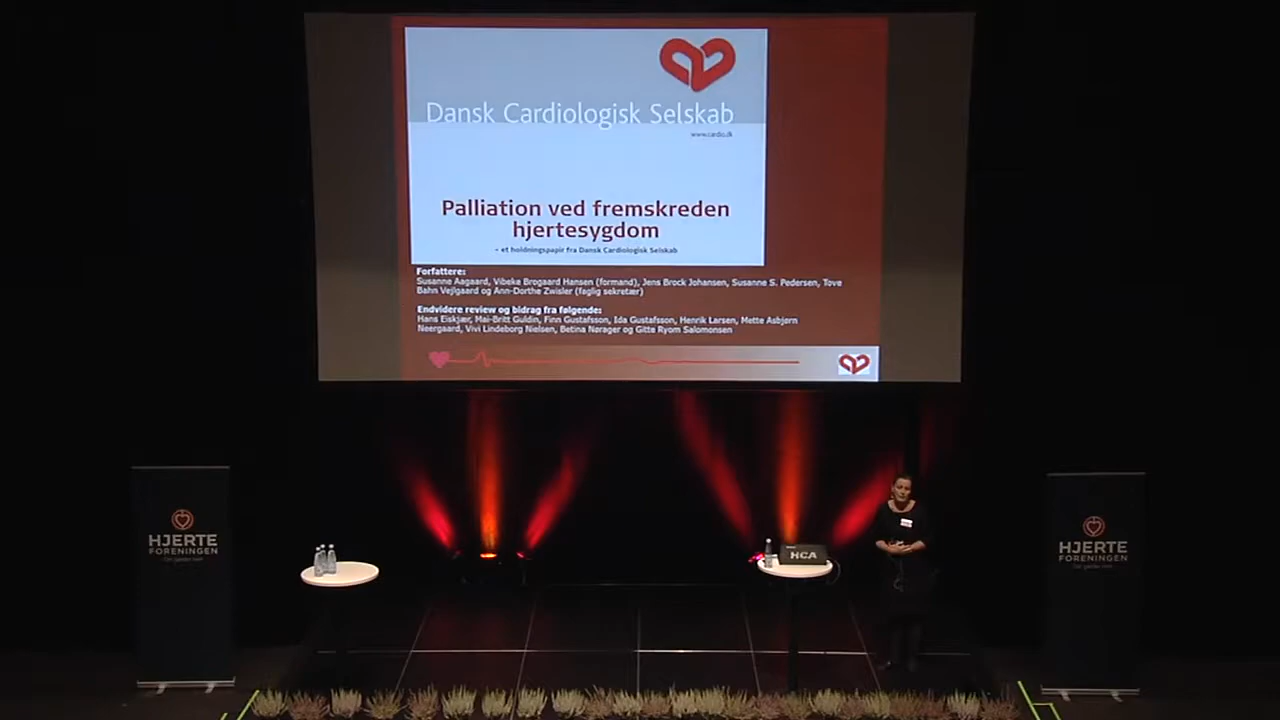 Dansk Cardiologisk Selskab
www.cardio.dk
Palliation ved fremskreden
hjertesygdom
- et holdningspapir fra Dansk Cardiologisk Selskab
Forfattere:
Susanne Aagaard, Vibeke Brogaard Hansen (formand), Jens Brock Johansen, Susanne S. Pedersen, Tove
Bahn Vejlgaard og Ann-Dorthe Zwisler (faglig sekretær)
Endvidere review og bidrag fra følgende:
Hans Eiskjær, Mai-Britt Guldin, Finn Gustafsson, Ida Gustafsson, Henrik Larsen, Mette Asbjørn
Neergaard, Vivi Lindeborg Nielsen, Betina Nørager og Gitte Ryom Salomonsen
HJERTE
FORENINGEN
HCA
HJERTE
FORENINGEN